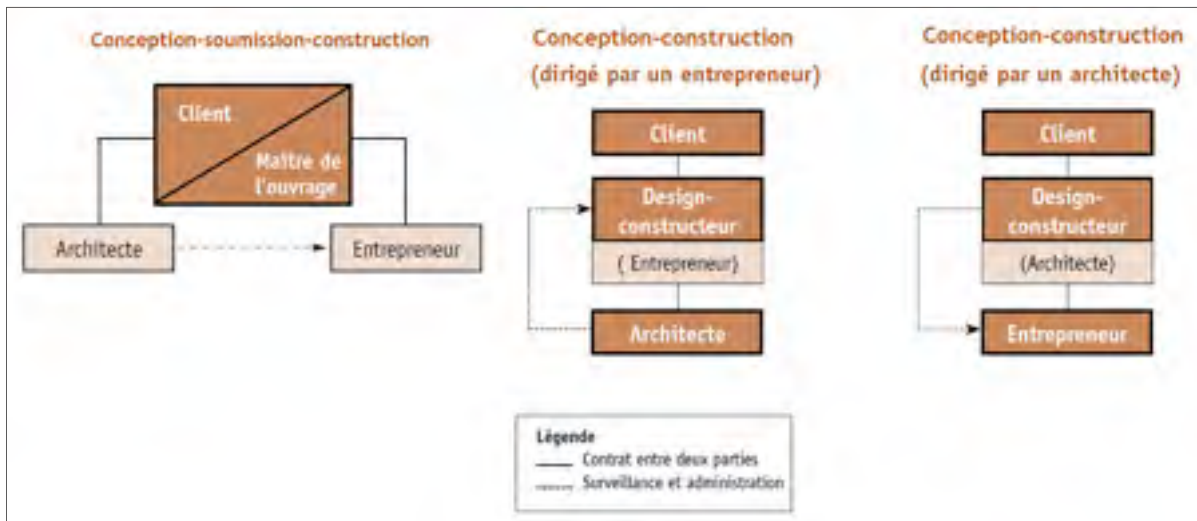 Conception-soumission-construction
Client
Maître de
l'ouvrage
Architecte
Entrepreneur
Conception-construction
(dirigé par un entrepreneur)
Client
Design-
constructeur
( Entrepreneur)
Architecte
Conception-construction
(dirigé par un architecte)
Client
Design-
constructeur
(Architecte)
Entrepreneur
Légende
Contrat entre deux parties
Surveillance et administration